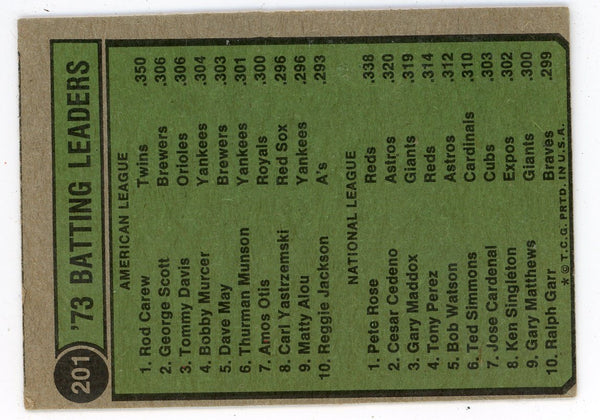 201 '73 BATTING LEADERS
AMERICAN LEAGUE
1. Rod Carew Twins .350
2. George Scott Brewers .306
3. Tommy Davis Orioles .306
4. Bobby Murcer Yankees .304
5. Dave May Brewers .303
6. Thurman Munson Yankees .301
7. Amos Otis Royals .300
8. Carl Yastrzemski Red Sox .296
9. Matty Alou Yankees .296
10. Reggie Jackson A's .293
NATIONAL LEAGUE
1. Pete Rose Reds .338
2. Cesar Cedeno Astros .320
3. Gary Maddox Giants .319
4. Tony Perez Reds .314
5. Bob Watson Astros .312
6. Ted Simmons Cardinals .310
7. Jose Cardenal Cubs .303
8. Ken Singleton Expos .302
9. Gary Matthews Giants .300
10. Ralph Garr Braves .299
* © T.C.G. PRTD. IN U.S.A.